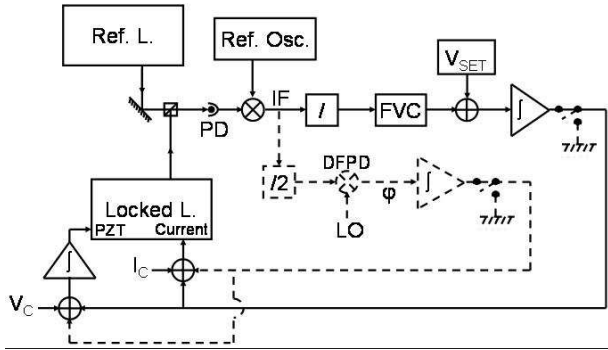 Ref. L.
Ref. Osc.
V_SET
IF
PD
/
FVC
∫
DFPD
/2
φ
∫
LO
Locked L.
PZT Current
∫
I_C
V_C